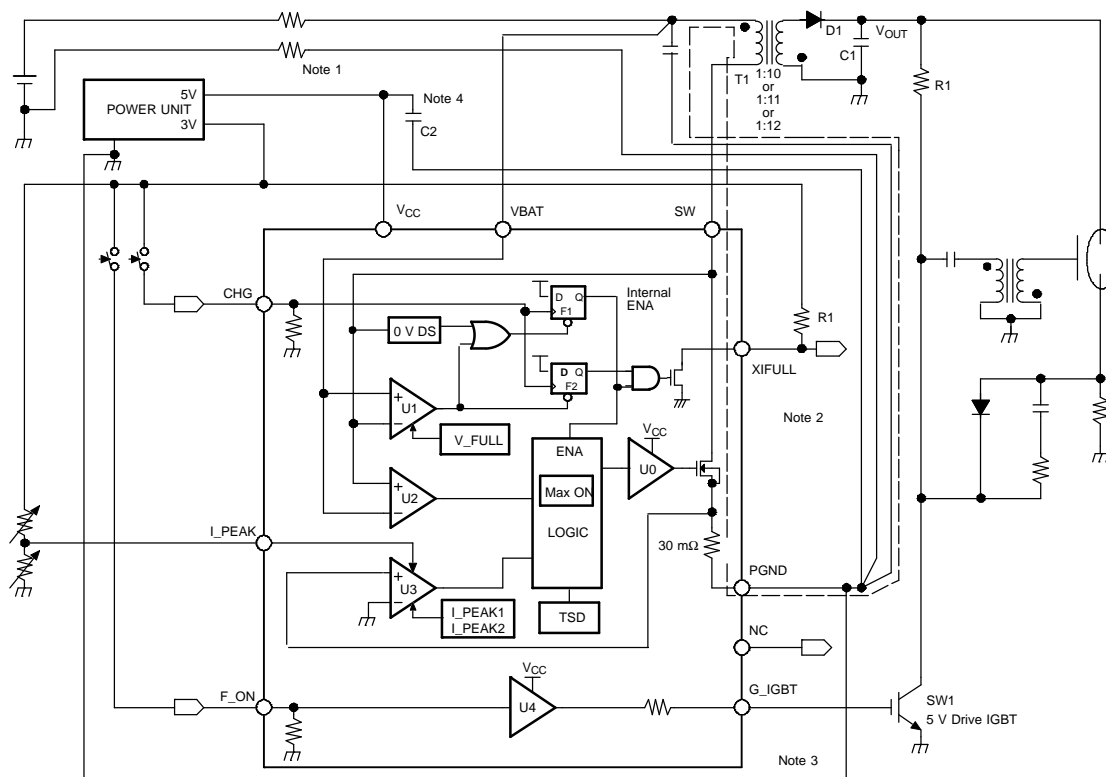 D1
VOUT
C1
T1
1:10
or
1:11
or
1:12
R1
Note 1
5V
POWER UNIT
3V
Note 4
C2
VCC
VBAT
SW
CHG
D Q
F1
Internal
ENA
0 V DS
R1
D Q
F2
XIFULL
+
U1
−
V_FULL
Note 2
VCC
ENA
U0
+
U2
−
Max ON
LOGIC
I_PEAK
30 mΩ
PGND
+
U3
−
I_PEAK1
I_PEAK2
TSD
NC
VCC
F_ON
U4
G_IGBT
SW1
5 V Drive IGBT
Note 3